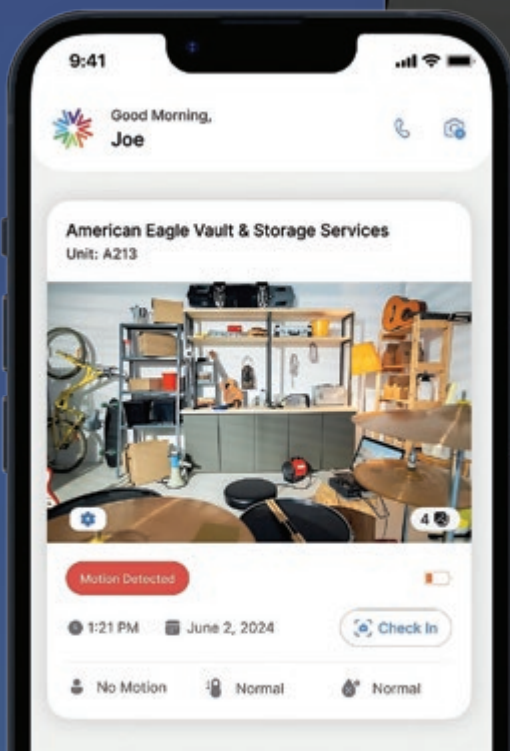 9:41
Good Morning,
Joe
American Eagle Vault & Storage Services
Unit: A213
4
Motion Detected
1:21 PM June 2, 2024 Check In
No Motion Normal Normal